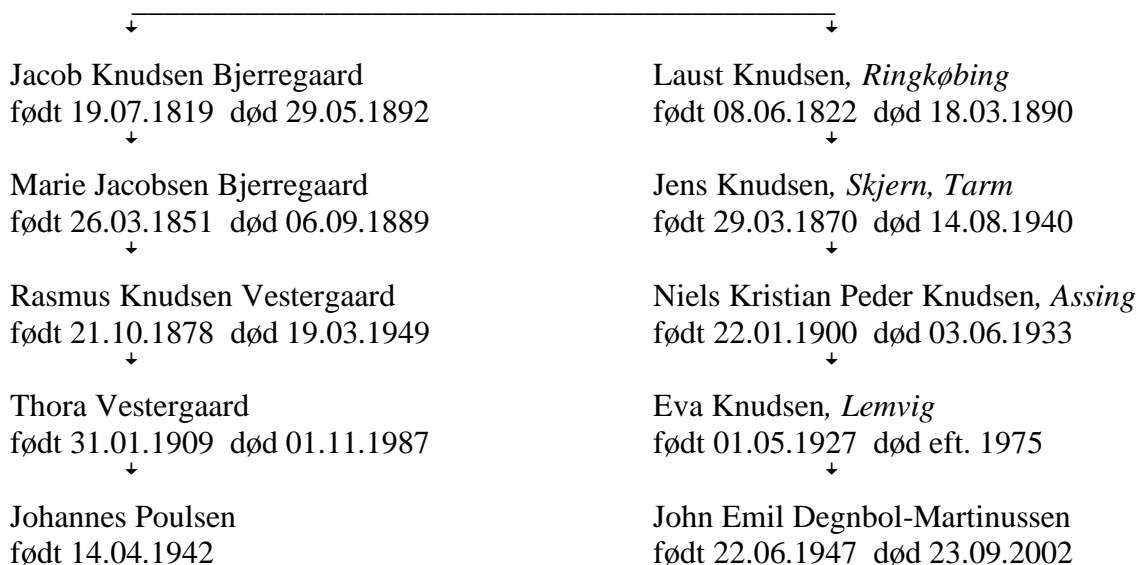 Jacob Knudsen Bjerregaard
født 19.07.1819 død 29.05.1892
Marie Jacobsen Bjerregaard
født 26.03.1851 død 06.09.1889
Rasmus Knudsen Vestergaard
født 21.10.1878 død 19.03.1949
Thora Vestergaard
født 31.01.1909 død 01.11.1987
Johannes Poulsen
født 14.04.1942
Laust Knudsen, Ringkøbing
født 08.06.1822 død 18.03.1890
Jens Knudsen, Skjern, Tarm
født 29.03.1870 død 14.08.1940
Niels Kristian Peder Knudsen, Assing
født 22.01.1900 død 03.06.1933
Eva Knudsen, Lemvig
født 01.05.1927 død eft. 1975
John Emil Degnbol-Martinussen
født 22.06.1947 død 23.09.2002